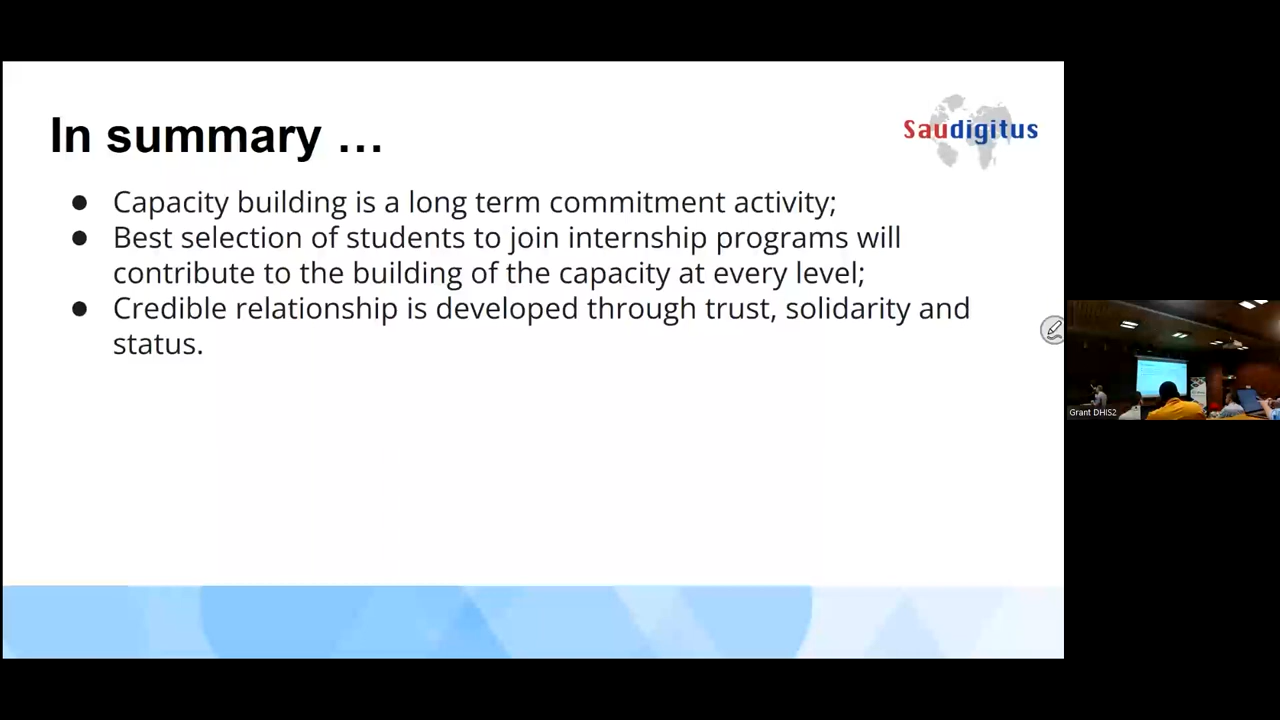 In summary …
Saudigitus
● Capacity building is a long term commitment activity;
● Best selection of students to join internship programs will
contribute to the building of the capacity at every level;
● Credible relationship is developed through trust, solidarity and
status.
Grant DHIS2